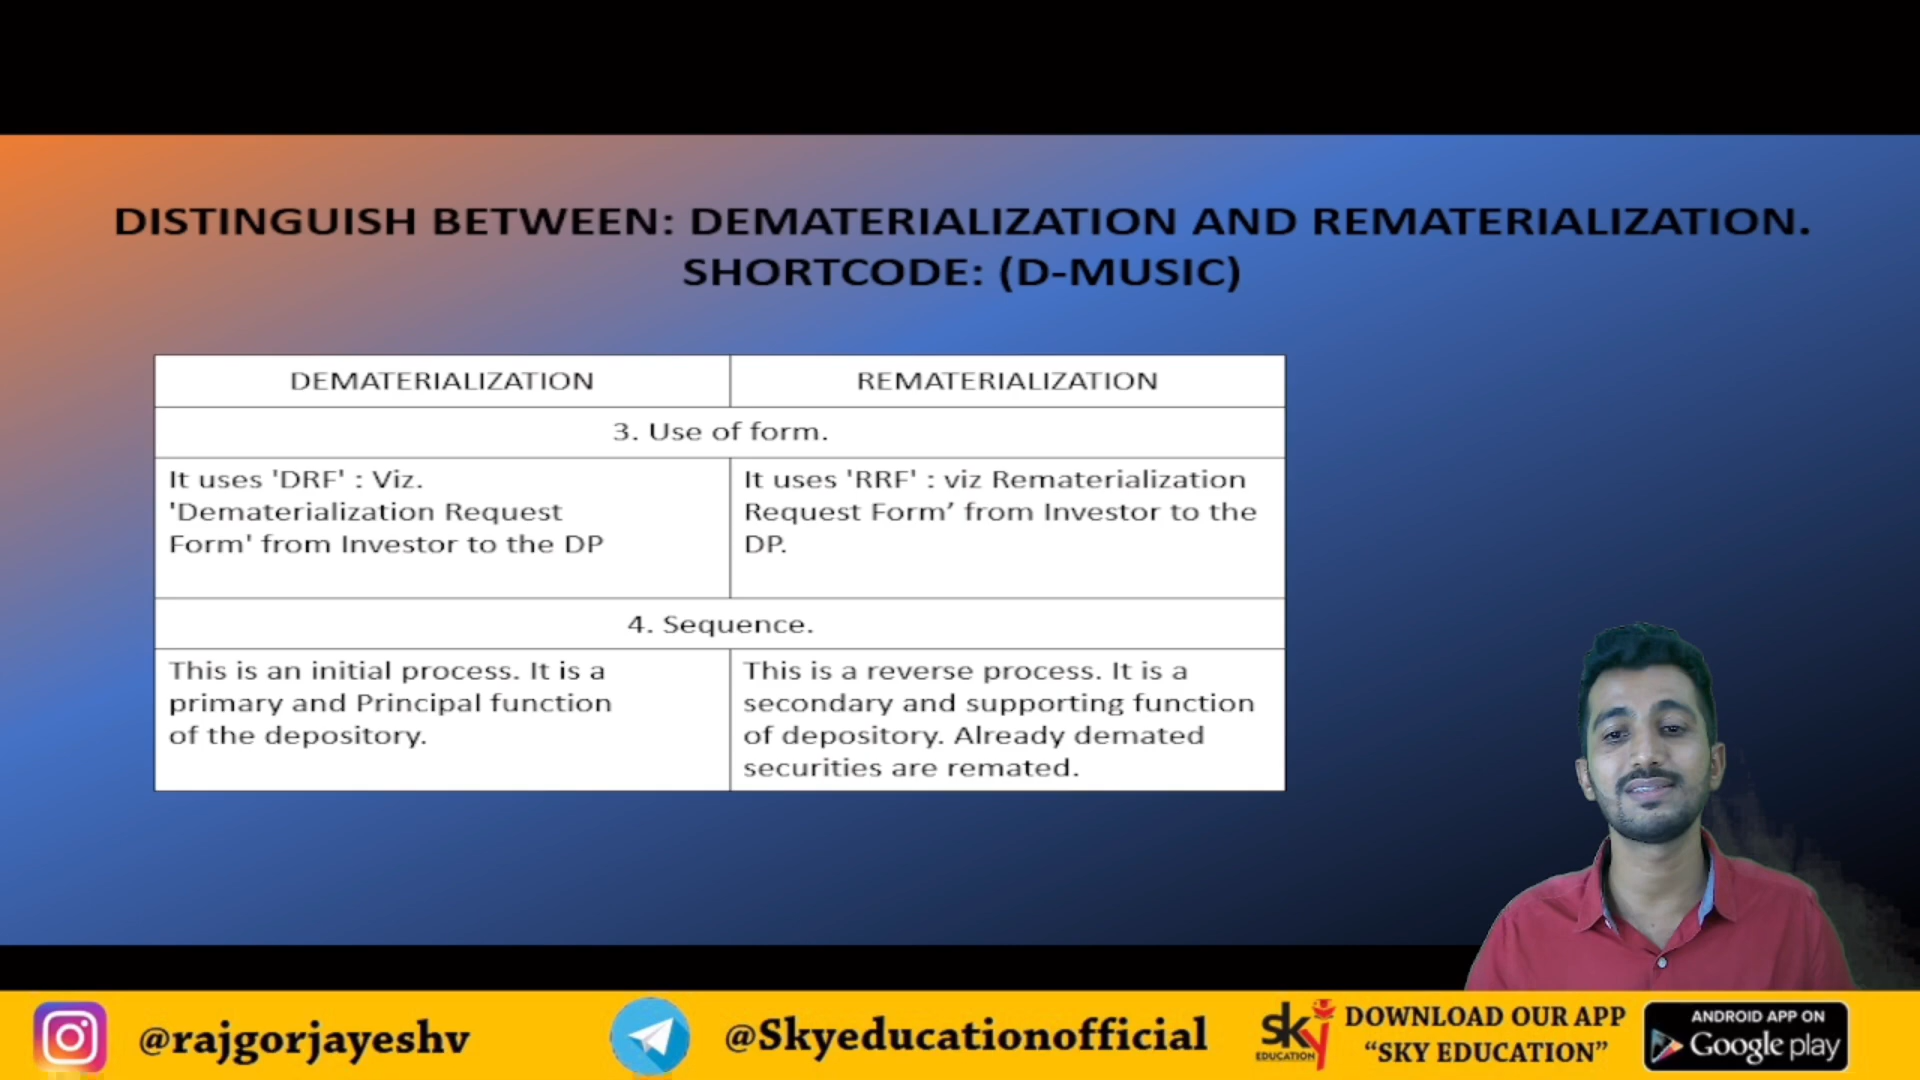 DISTINGUISH BETWEEN: DEMATERIALIZATION AND REMATERIALIZATION.
SHORTCODE: (D-MUSIC)
DEMATERIALIZATION
REMATERIALIZATION
3. Use of form.
It uses 'DRF' : Viz.
'Dematerialization Request
Form' from Investor to the DP
It uses 'RRF' : viz Rematerialization
Request Form’ from Investor to the
DP.
4. Sequence.
This is an initial process. It is a
primary and Principal function
of the depository.
This is a reverse process. It is a
secondary and supporting function
of depository. Already demated
securities are remated.
@rajgorjayeshv
@Skyeducationofficial
sky
EDUCATION
DOWNLOAD OUR APP
“SKY EDUCATION”
ANDROID APP ON
Google play